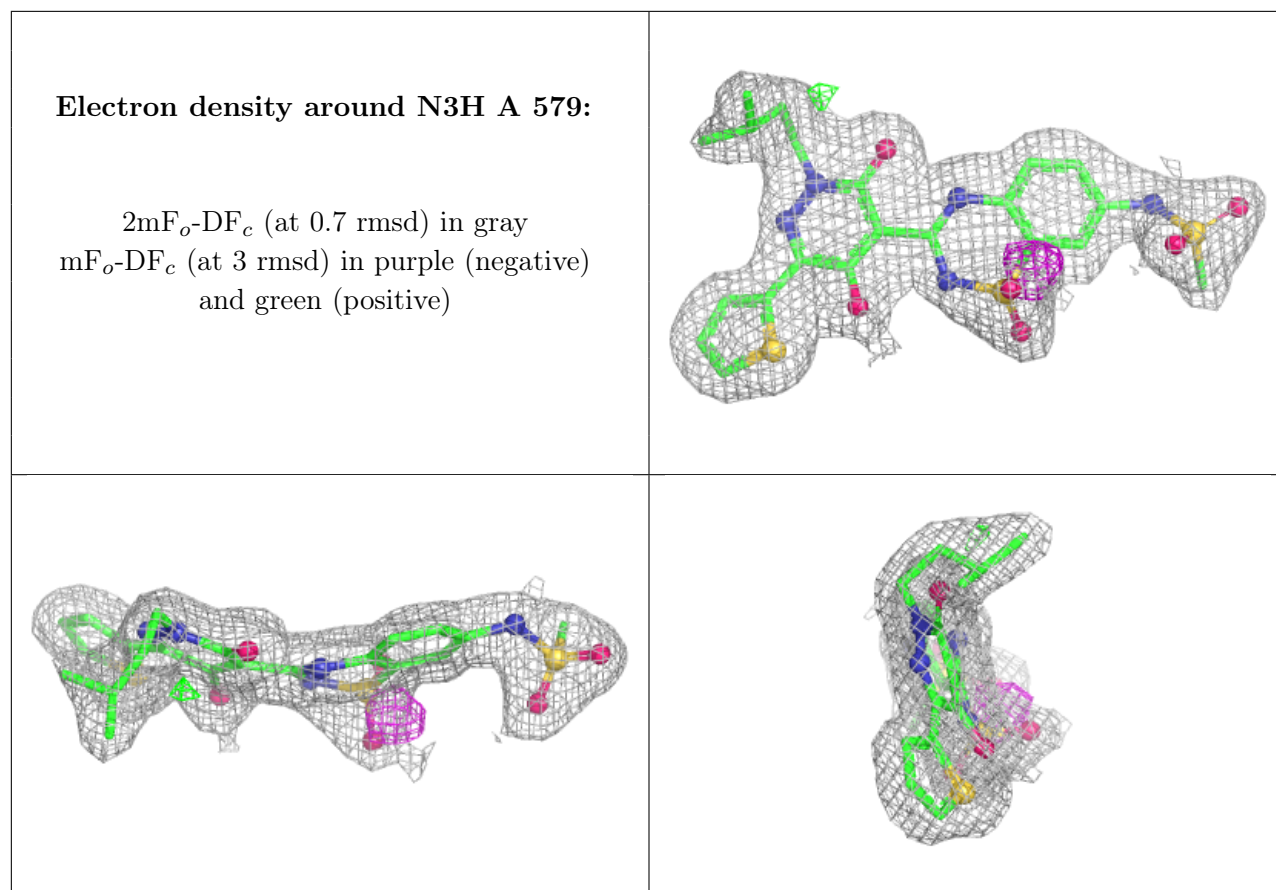 Electron density around N3H A 579:
2mFo-DFc (at 0.7 rmsd) in gray
mFo-DFc (at 3 rmsd) in purple (negative)
and green (positive)